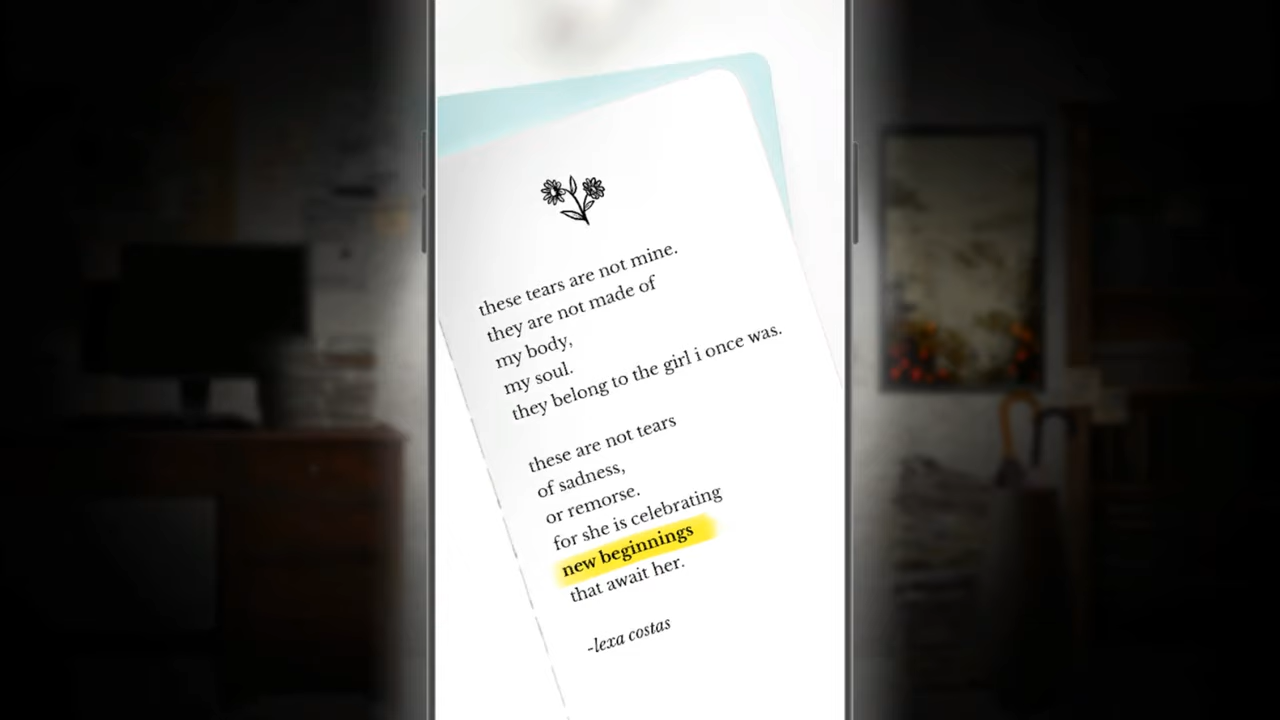 these tears are not mine.
they are not made of
my body,
my soul.
they belong to the girl i once was.
these are not tears
of sadness,
or remorse.
for she is celebrating
new beginnings
that await her.
-lexa costas